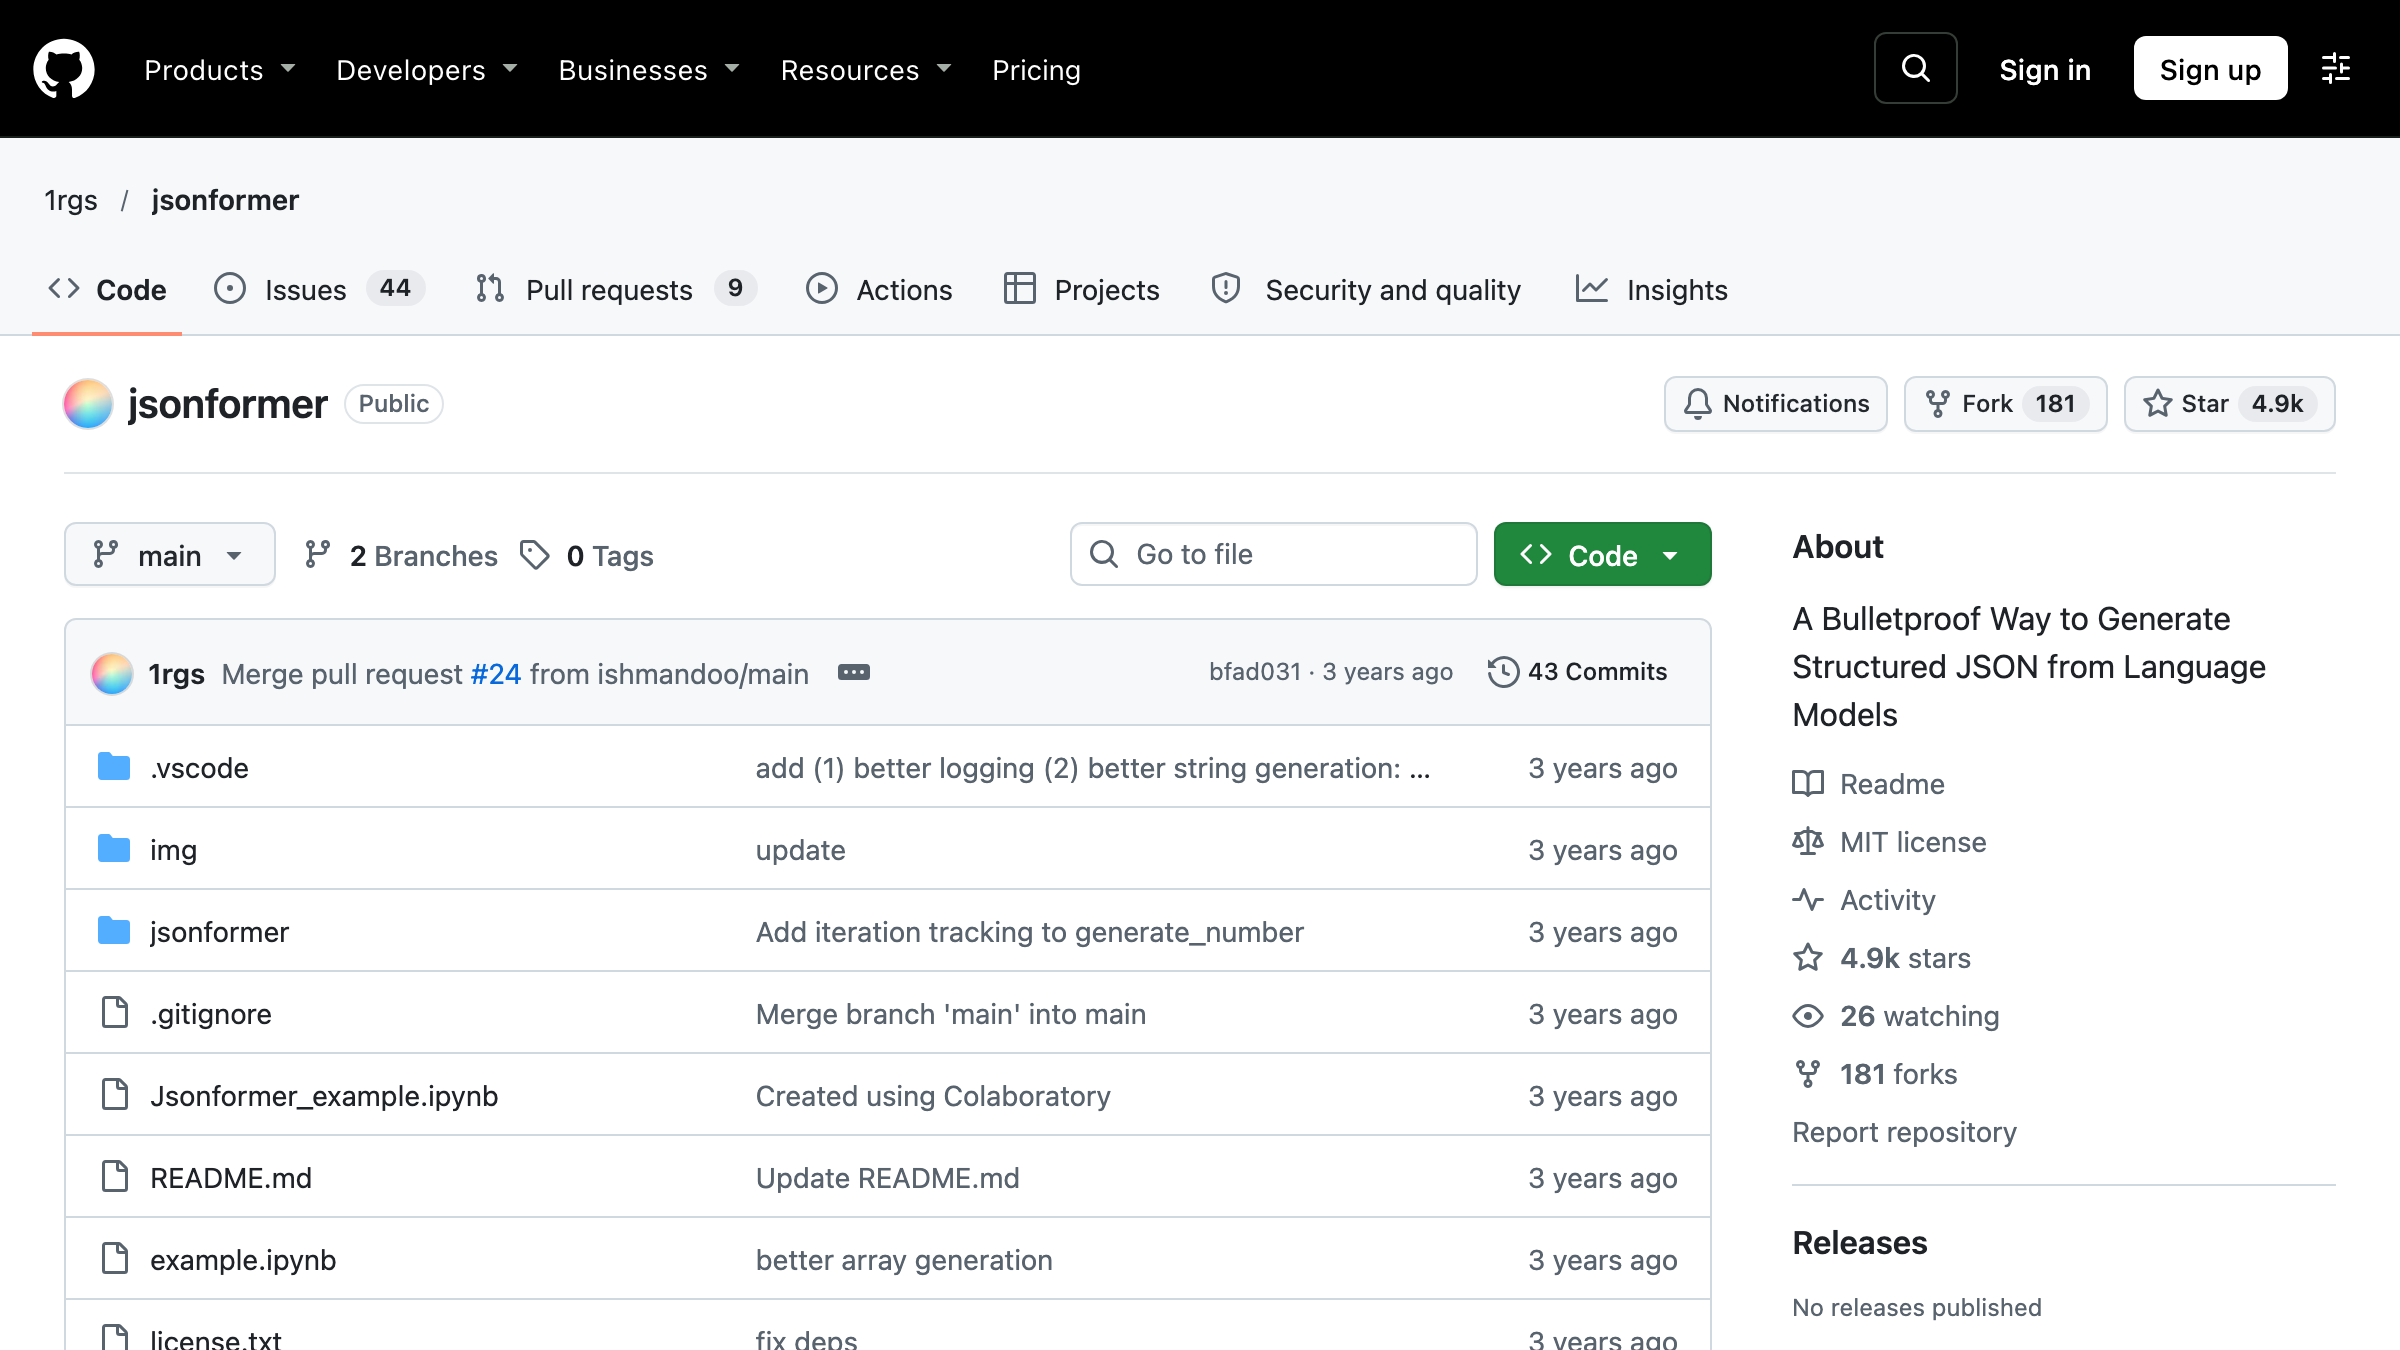 Products Developers Businesses Resources Pricing Sign in Sign up
1rgs / jsonformer
Code Issues 44 Pull requests 9 Actions Projects Security and quality Insights
jsonformer Public Notifications Fork 181 Star 4.9k
main 2 Branches 0 Tags Go to file Code
1rgs Merge pull request #24 from ishmandoo/main bfad031 · 3 years ago 43 Commits
.vscode add (1) better logging (2) better string generation: ... 3 years ago
img update 3 years ago
jsonformer Add iteration tracking to generate_number 3 years ago
.gitignore Merge branch 'main' into main 3 years ago
Jsonformer_example.ipynb Created using Colaboratory 3 years ago
README.md Update README.md 3 years ago
example.ipynb better array generation 3 years ago
license.txt fix deps 3 years ago
About
A Bulletproof Way to Generate
Structured JSON from Language
Models
Readme
MIT license
Activity
4.9k stars
26 watching
181 forks
Report repository
Releases
No releases published